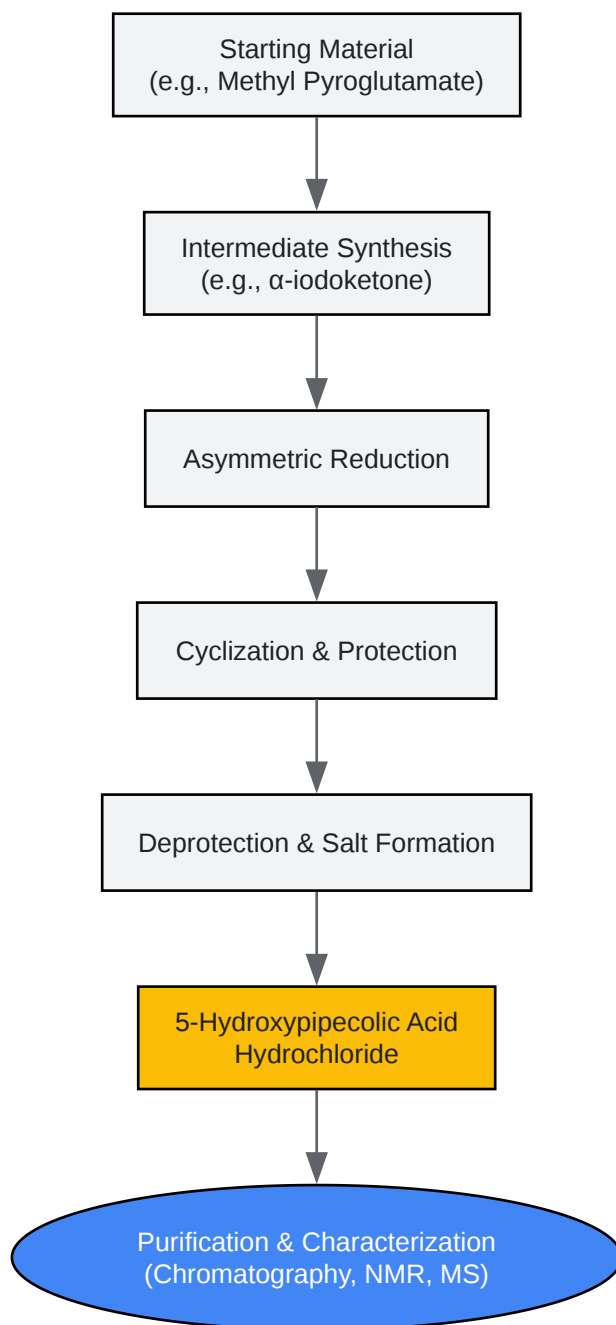 Starting Material
(e.g., Methyl Pyroglutamate)
Intermediate Synthesis
(e.g., α-iodoketone)
Asymmetric Reduction
Cyclization & Protection
Deprotection & Salt Formation
5-Hydroxypipecolic Acid
Hydrochloride
Purification & Characterization
(Chromatography, NMR, MS)